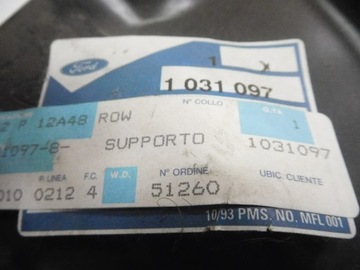 Ford
1
1 031 097
N° COLLO
Q.TÀ
2 P 12A48 ROW
1
1097-8- SUPPORTO 1031097
P. LINEA F.C. W.D. N° ORDINE UBIC. CLIENTE
010 0212 4 51260
10/93 PMS. NO. MFL 001